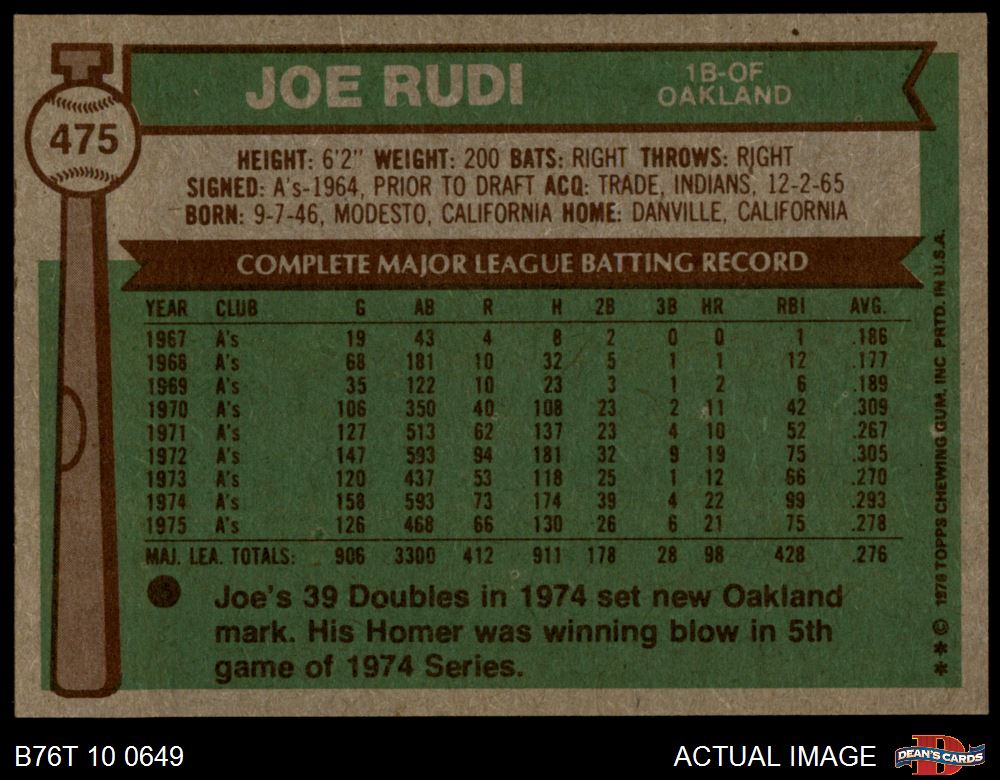 JOE RUDI
1B-OF
OAKLAND
475
HEIGHT: 6'2" WEIGHT: 200 BATS: RIGHT THROWS: RIGHT
SIGNED: A's-1964, PRIOR TO DRAFT ACQ: TRADE, INDIANS, 12-2-65
BORN: 9-7-46, MODESTO, CALIFORNIA HOME: DANVILLE, CALIFORNIA
COMPLETE MAJOR LEAGUE BATTING RECORD
YEAR CLUB G AB R H 2B 3B HR RBI AVG.
1967 A's 19 43 4 8 2 0 0 1 .186
1968 A's 68 181 10 32 5 1 1 12 .177
1969 A's 35 122 10 23 3 1 2 6 .189
1970 A's 106 350 40 108 23 2 11 42 .309
1971 A's 127 513 62 137 23 4 10 52 .267
1972 A's 147 593 94 181 32 9 19 75 .305
1973 A's 120 437 53 118 25 1 12 66 .270
1974 A's 158 593 73 174 39 4 22 99 .293
1975 A's 126 468 66 130 26 6 21 75 .278
MAJ. LEA. TOTALS: 906 3300 412 911 178 28 98 428 .276
Joe's 39 Doubles in 1974 set new Oakland
mark. His Homer was winning blow in 5th
game of 1974 Series.
* * © 1976 TOPPS CHEWING GUM, INC. PRTD. IN U.S.A.
B76T 10 0649
ACTUAL IMAGE
D
DEAN'S CARDS